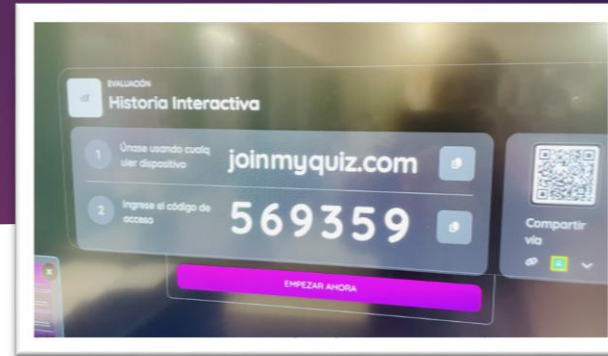 EVALUACIÓN
Historia Interactiva
1
Únase usando cualq
uier dispositivo
joinmyquiz.com
2
Ingrese el código de
acceso
569359
EMPEZAR AHORA
Compartir
vía